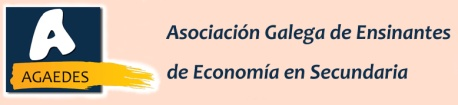 A
AGAEDES
Asociación Galega de Ensinantes
de Economía en Secundaria